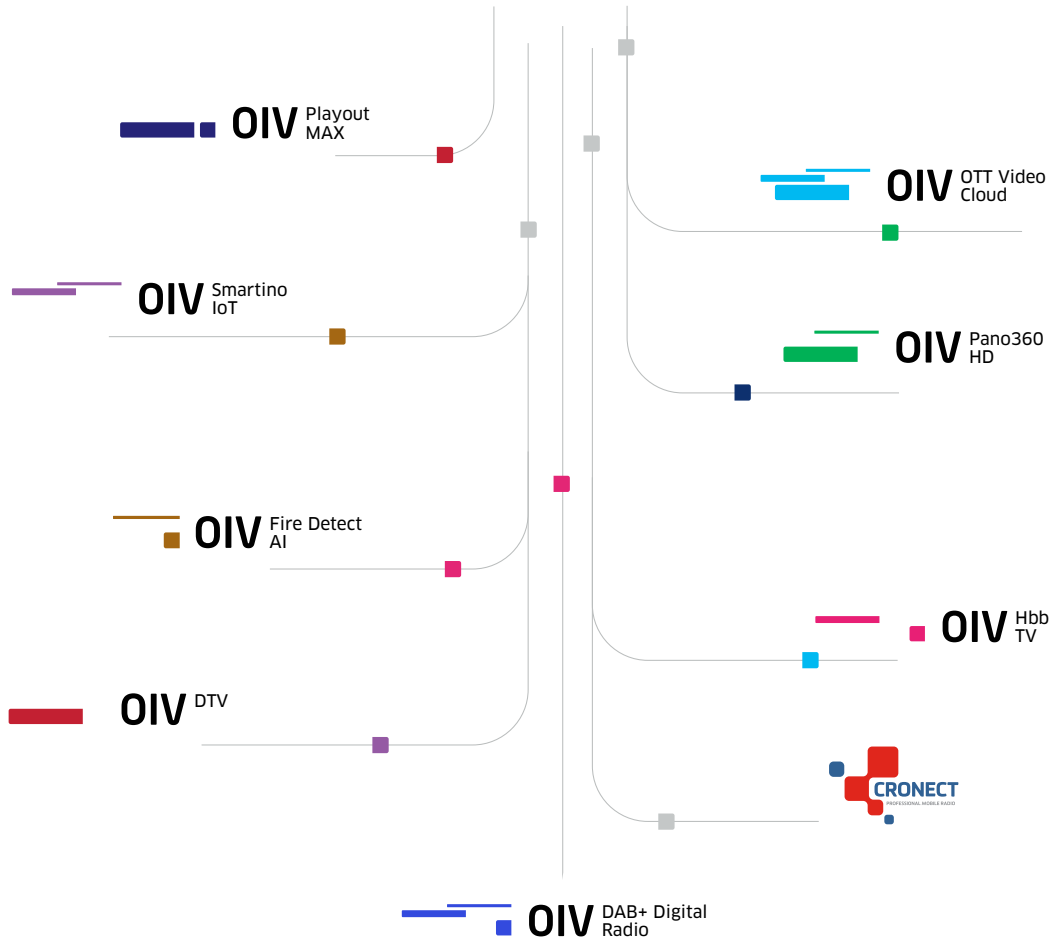 OIV Playout
MAX
OIV OTT Video
Cloud
OIV Smartino
IoT
OIV Pano360
HD
OIV Fire Detect
AI
OIV Hbb
TV
OIV DTV
CRONECT
PROFESSIONAL MOBILE RADIO
OIV DAB+ Digital
Radio